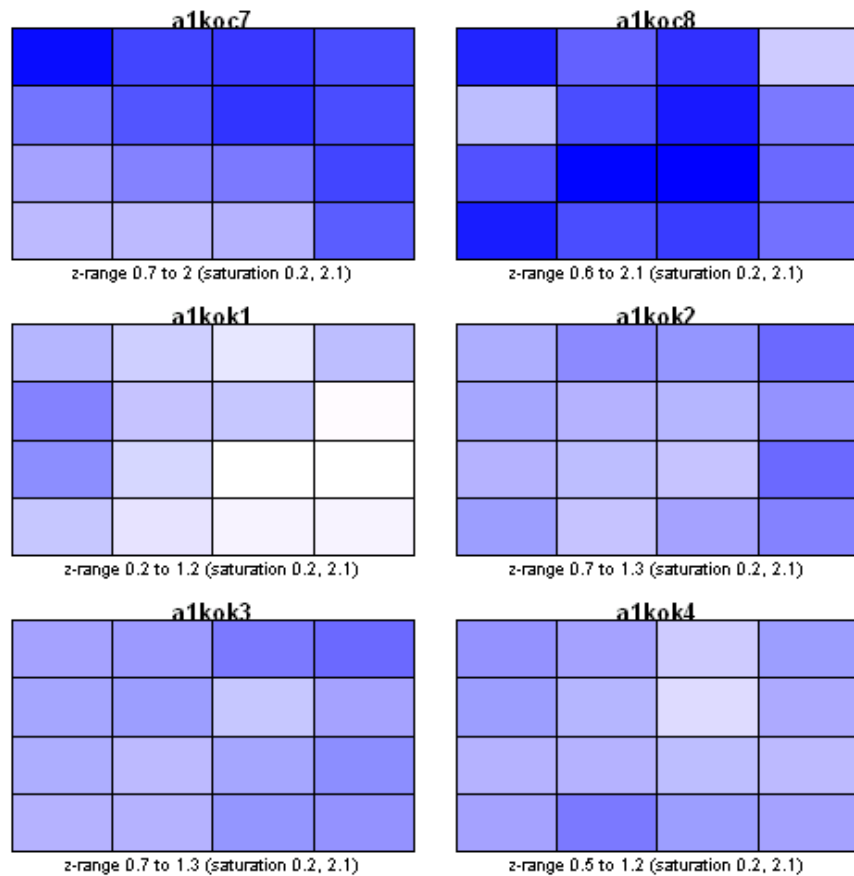 a1koc7
a1koc8
z-range 0.7 to 2 (saturation 0.2, 2.1)
z-range 0.6 to 2.1 (saturation 0.2, 2.1)
a1kok1
a1kok2
z-range 0.2 to 1.2 (saturation 0.2, 2.1)
z-range 0.7 to 1.3 (saturation 0.2, 2.1)
a1kok3
a1kok4
z-range 0.7 to 1.3 (saturation 0.2, 2.1)
z-range 0.5 to 1.2 (saturation 0.2, 2.1)